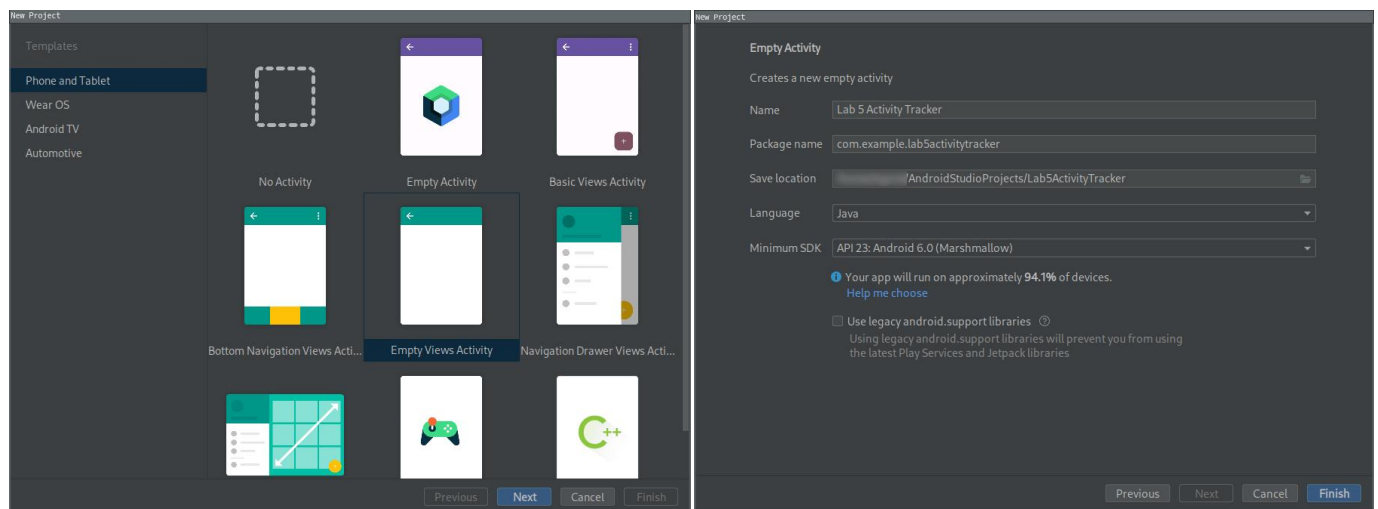 New Project
Templates
Phone and Tablet
Wear OS
Android TV
Automotive
No Activity
Empty Activity
Basic Views Activity
Bottom Navigation Views Acti...
Empty Views Activity
Navigation Drawer Views Acti...
C++
Previous
Next
Cancel
Finish
New Project
Empty Activity
Creates a new empty activity
Name Lab 5 Activity Tracker
Package name com.example.lab5activitytracker
Save location /AndroidStudioProjects/Lab5ActivityTracker
Language Java
Minimum SDK API 23: Android 6.0 (Marshmallow)
Your app will run on approximately 94.1% of devices.
Help me choose
Use legacy android.support libraries
Using legacy android.support libraries will prevent you from using
the latest Play Services and Jetpack libraries
Previous
Next
Cancel
Finish